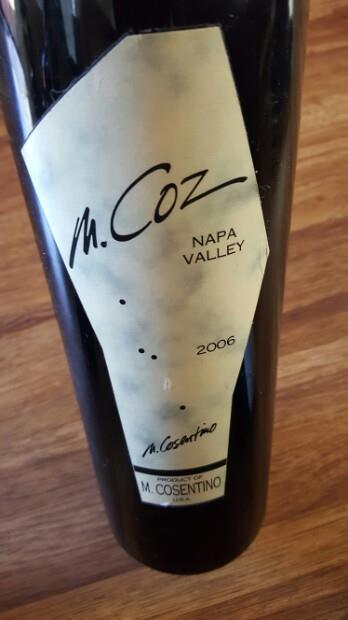 M. Coz
NAPA
VALLEY
2006
M. Cosentino
PRODUCT OF
M. COSENTINO
U.S.A.